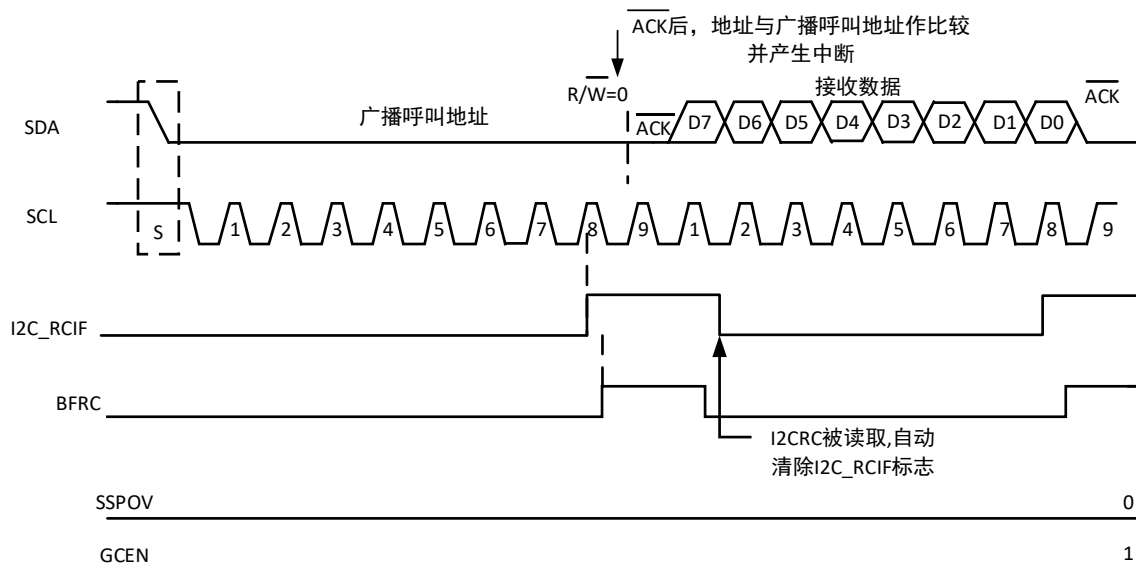 ACK后，地址与广播呼叫地址作比较
并产生中断
R/W=0
接收数据
ACK
SDA
广播呼叫地址
ACK
D7 D6 D5 D4 D3 D2 D1 D0
SCL
S
1 2 3 4 5 6 7 8 9 1 2 3 4 5 6 7 8 9
I2C_RCIF
BFRC
I2CRC被读取,自动
清除I2C_RCIF标志
SSPOV
0
GCEN
1